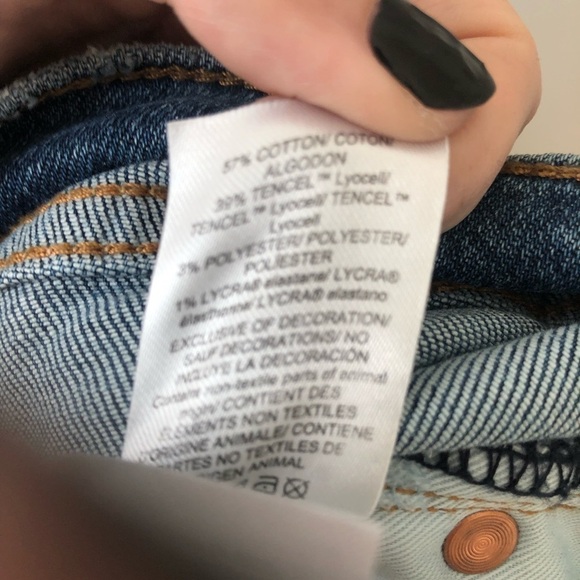 57% COTTON/ COTON/
ALGODON
39% TENCEL™ Lyocell/
TENCEL™ Lyocell/ TENCEL™
Lyocell
3% POLYESTER/ POLYESTER/
POLIESTER
1% LYCRA® elastane/ LYCRA®
élasthanne/ LYCRA® elastano
EXCLUSIVE OF DECORATION/
SAUF DECORATIONS/ NO
INCLUYE LA DECORACIÓN
Contains non-textile parts of animal
origin/ CONTIENT DES
ELEMENTS NON TEXTILES
D'ORIGINE ANIMALE/ CONTIENE
PARTES NO TEXTILES DE
ORIGEN ANIMAL